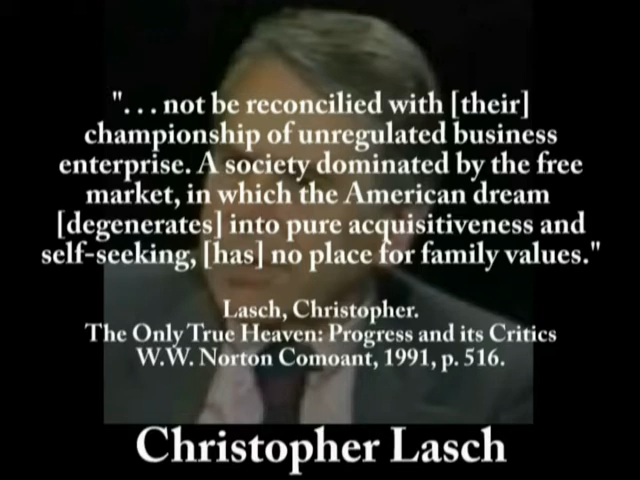 ". . . not be reconcilied with [their]
championship of unregulated business
enterprise. A society dominated by the free
market, in which the American dream
[degenerates] into pure acquisitiveness and
self-seeking, [has] no place for family values."
Lasch, Christopher.
The Only True Heaven: Progress and its Critics
W.W. Norton Comoant, 1991, p. 516.
Christopher Lasch